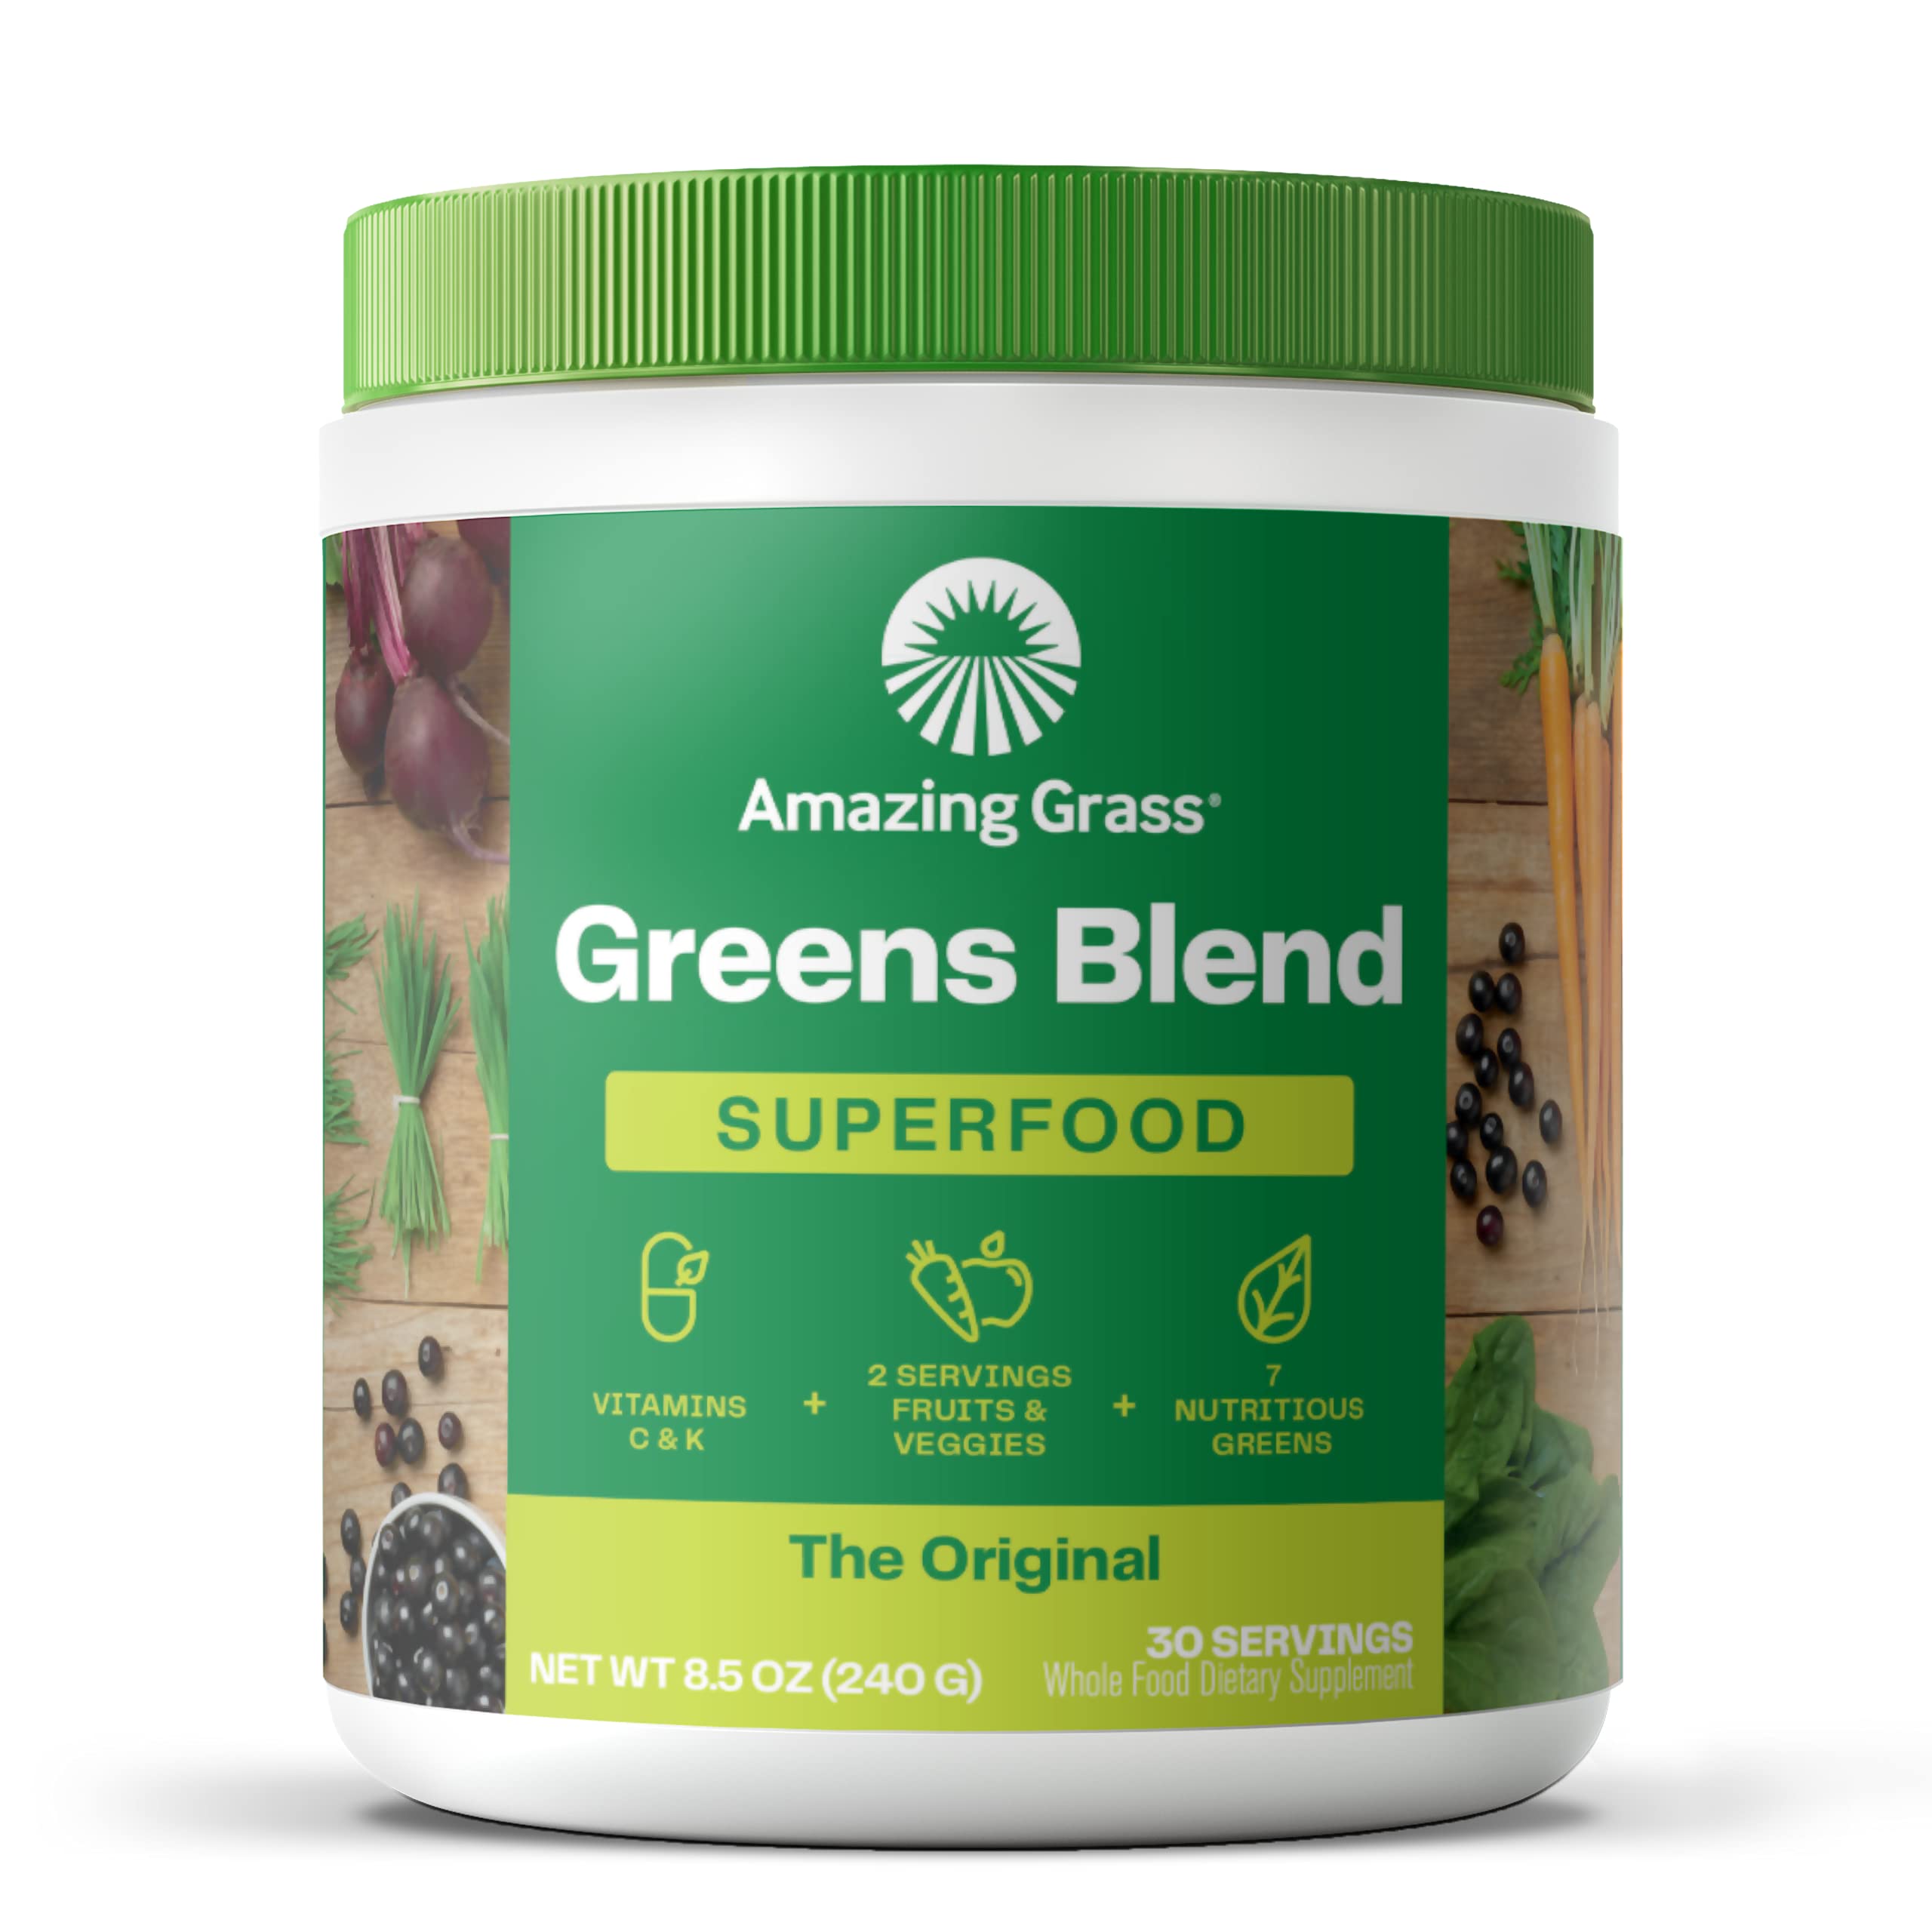 Amazing Grass®
Greens Blend
SUPERFOOD
VITAMINS
C & K
+
2 SERVINGS
FRUITS &
VEGGIES
+
7
NUTRITIOUS
GREENS
The Original
NET WT 8.5 OZ (240 G)
30 SERVINGS
Whole Food Dietary Supplement